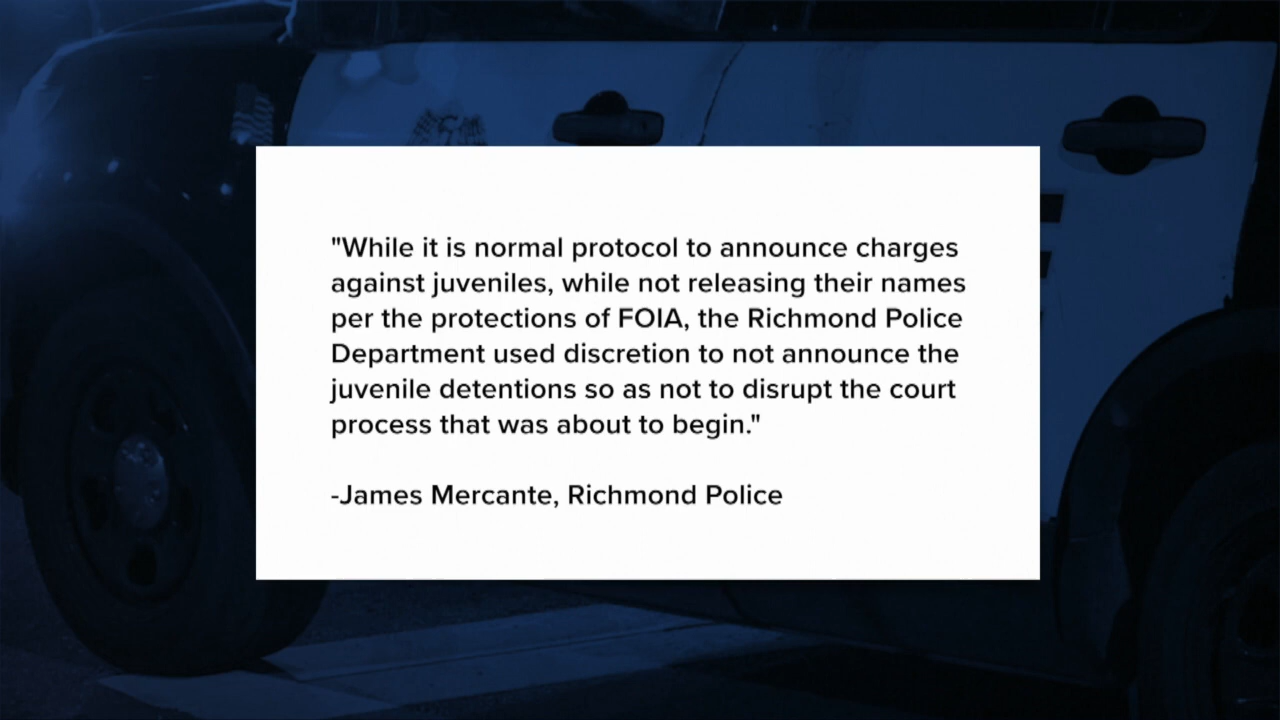 "While it is normal protocol to announce charges
against juveniles, while not releasing their names
per the protections of FOIA, the Richmond Police
Department used discretion to not announce the
juvenile detentions so as not to disrupt the court
process that was about to begin."
-James Mercante, Richmond Police